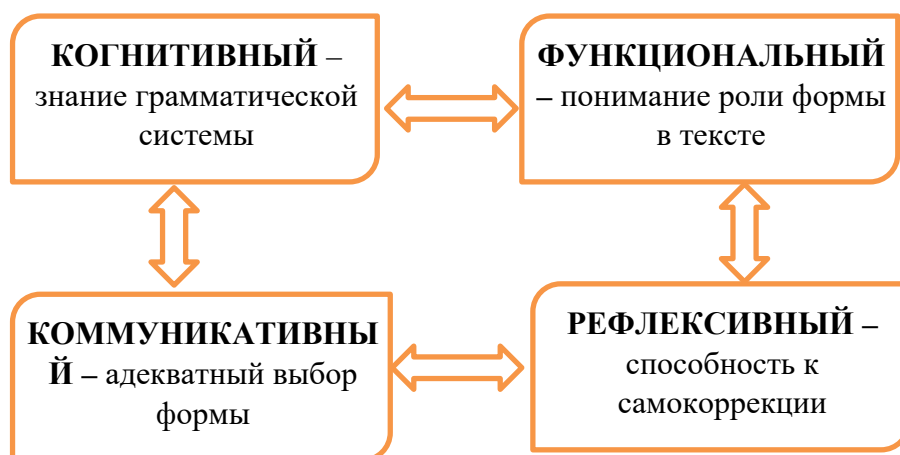 КОГНИТИВНЫЙ –
знание грамматической
системы
ФУНКЦИОНАЛЬНЫЙ
– понимание роли формы
в тексте
КОММУНИКАТИВНЫ
Й – адекватный выбор
формы
РЕФЛЕКСИВНЫЙ –
способность к
самокоррекции